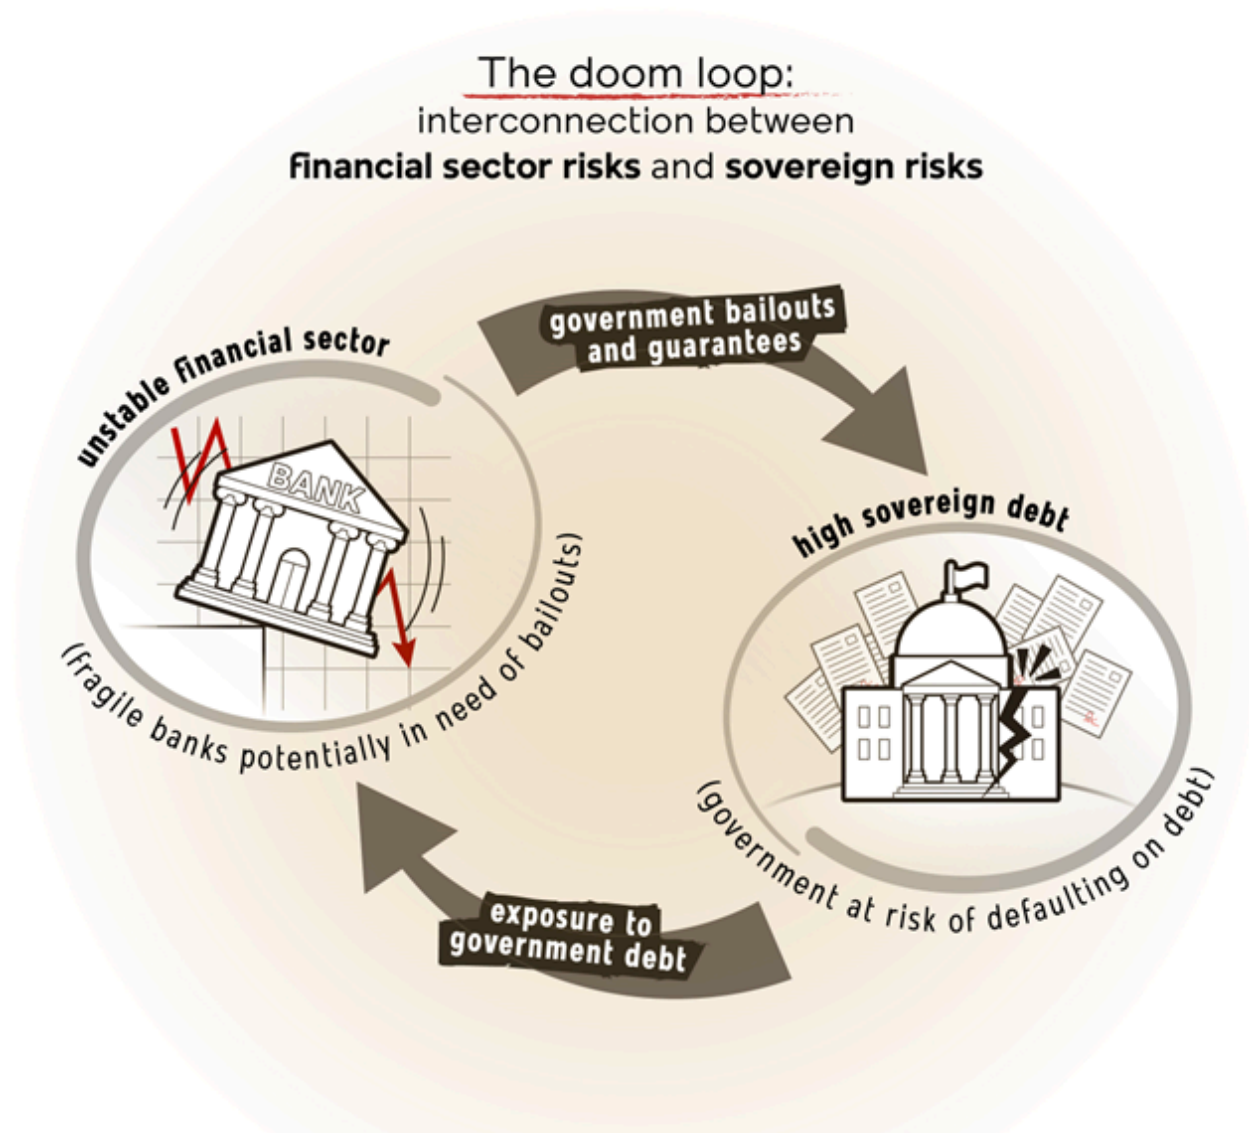 The doom loop:
interconnection between
financial sector risks and sovereign risks
government bailouts
and guarantees
unstable financial sector
BANK
(fragile banks potentially in need of bailouts)
high sovereign debt
(government at risk of defaulting on debt)
exposure to
government debt